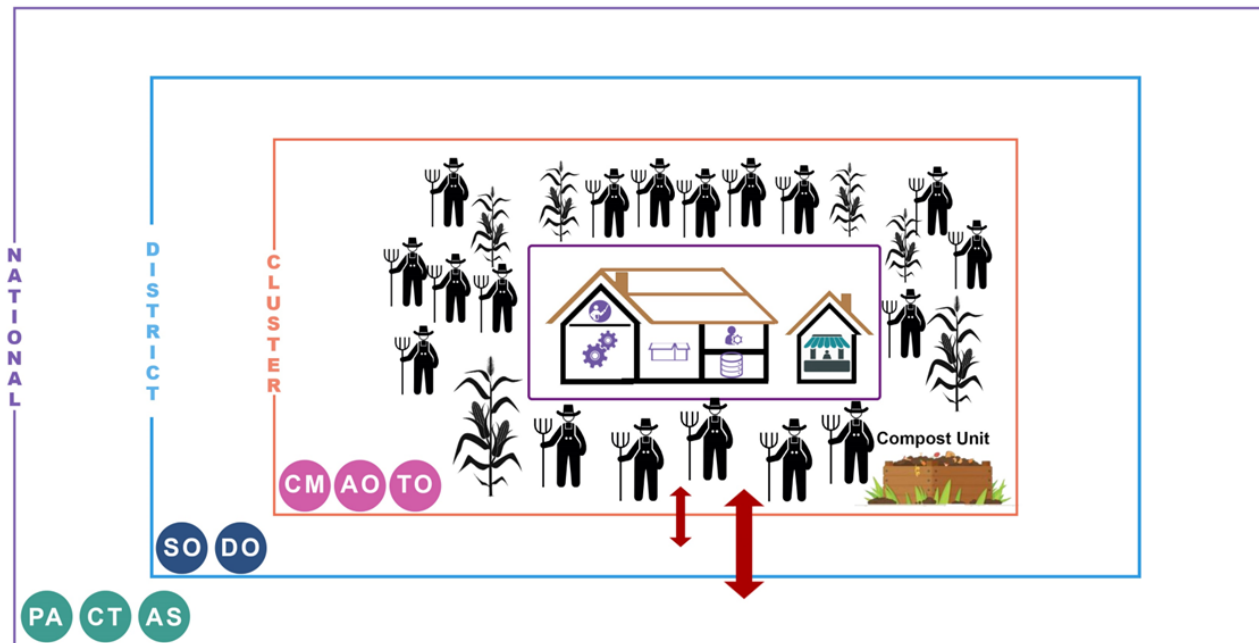 NATIONAL
DISTRICT
CLUSTER
Compost Unit
CM AO TO
SO DO
PA CT AS